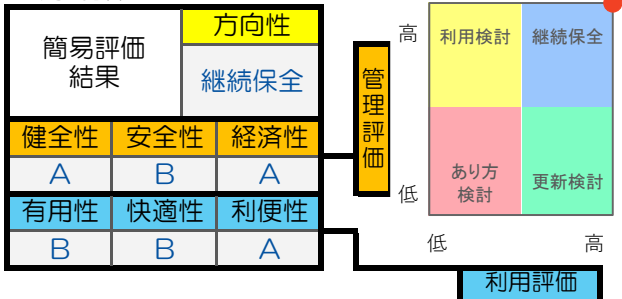 簡易評価
結果
方向性
継続保全
健全性 安全性 経済性
A B A
有用性 快適性 利便性
B B A
管理評価
高
低
利用検討 継続保全
あり方
検討
更新検討
低 高
利用評価